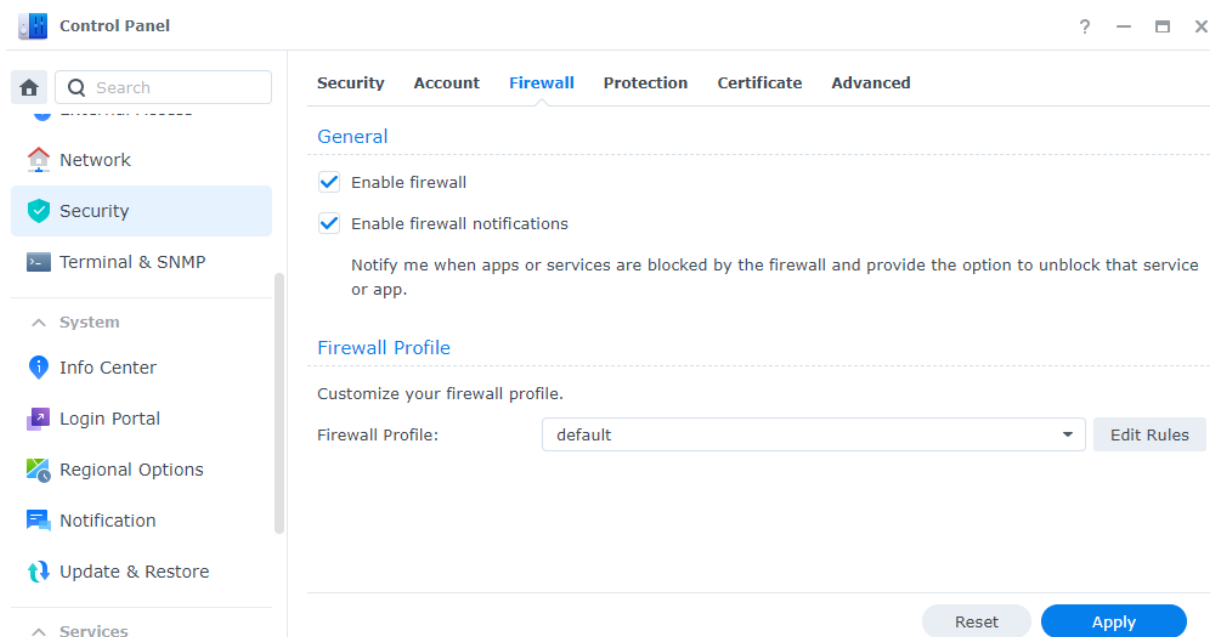 Control Panel
Search
Network
Security
Terminal & SNMP
System
Info Center
Login Portal
Regional Options
Notification
Update & Restore
Services
Security Account Firewall Protection Certificate Advanced
General
Enable firewall
Enable firewall notifications
Notify me when apps or services are blocked by the firewall and provide the option to unblock that service
or app.
Firewall Profile
Customize your firewall profile.
Firewall Profile: default Edit Rules
Reset Apply